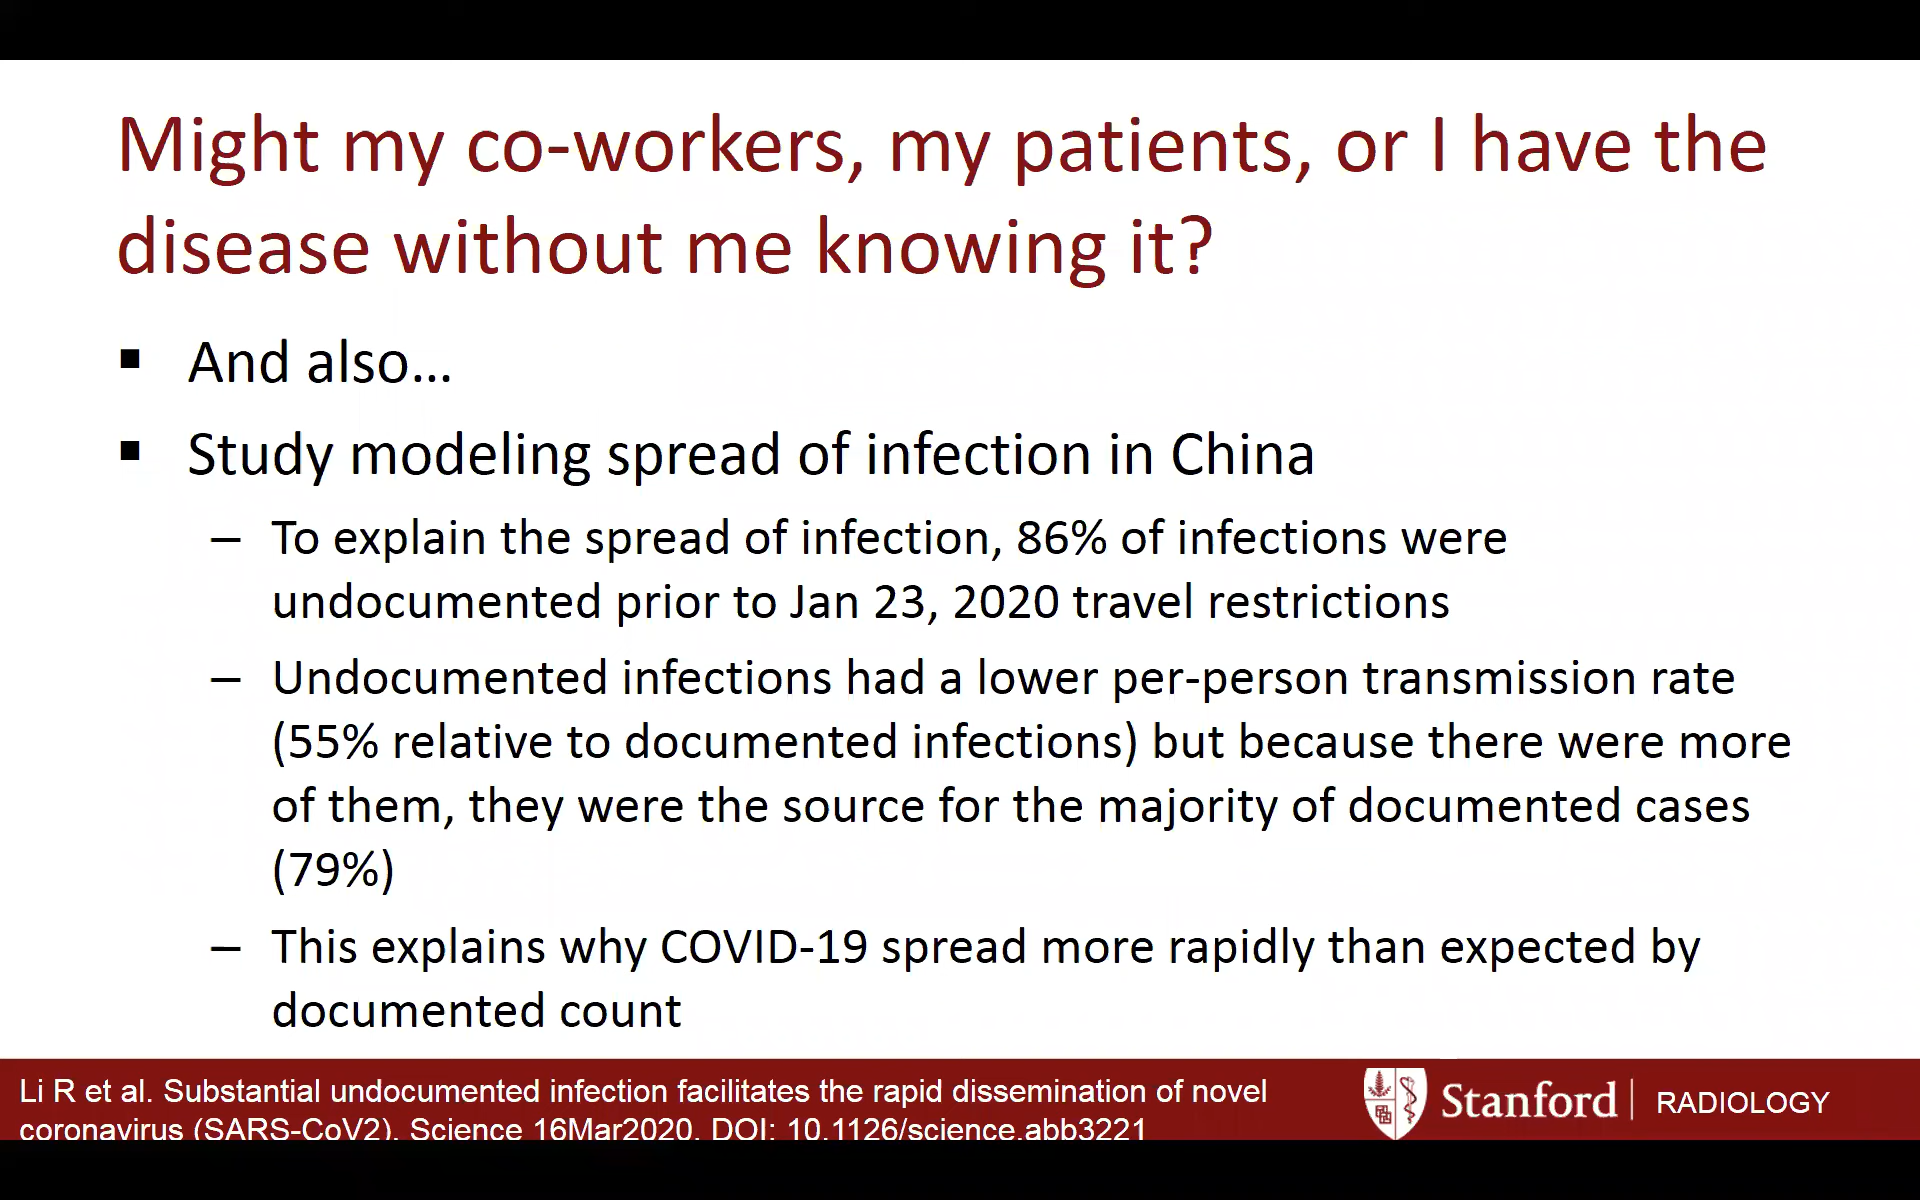 Might my co-workers, my patients, or I have the
disease without me knowing it?
▪ And also…
▪ Study modeling spread of infection in China
– To explain the spread of infection, 86% of infections were
undocumented prior to Jan 23, 2020 travel restrictions
– Undocumented infections had a lower per-person transmission rate
(55% relative to documented infections) but because there were more
of them, they were the source for the majority of documented cases
(79%)
– This explains why COVID-19 spread more rapidly than expected by
documented count
Li R et al. Substantial undocumented infection facilitates the rapid dissemination of novel
coronavirus (SARS-CoV2). Science 16Mar2020. DOI: 10.1126/science.abb3221
Stanford | RADIOLOGY